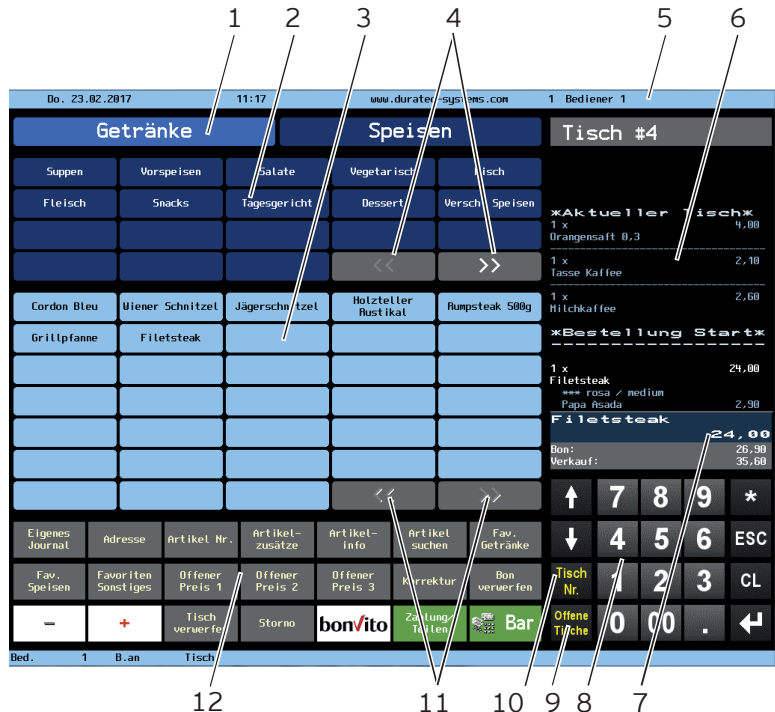 1 2 3 4 5 6
Do. 23.02.2017 11:17 www.duratec-systems.com 1 Bediener 1
Getränke Speisen Tisch #4
Suppen Vorspeisen Salate Vegetarisch Fisch
Fleisch Snacks Tagesgericht Dessert Versch. Speisen
<< >>
Cordon Bleu Wiener Schnitzel Jägerschnitzel Holzteller Rustikal Rumpsteak 500g
Grillpfanne Filetsteak
<< >>
*Aktueller Tisch*
1 x 4,00
Orangensaft 0,3
1 x 2,10
Tasse Kaffee
1 x 2,60
Milchkaffee
*Bestellung Start*
1 x 24,00
Filetsteak
*** rosa / medium
Papa Asada 2,90
Filetsteak
24,00
Bon: 26,90
Verkauf: 35,60
↑ 7 8 9 *
↓ 4 5 6 ESC
Tisch Nr. 1 2 3 CL
Offene Tische 0 00 . ↵
Eigenes Journal Adresse Artikel Nr. Artikel-zusätze Artikel-info Artikel suchen Fav. Getränke
Fav. Speisen Favoriten Sonstiges Offener Preis 1 Offener Preis 2 Offener Preis 3 Korrektur Bon verwerfen
− + Tisch verwerfen Storno bonVito Zahlung/ Teilen Bar
Bed. 1 B.an Tisch
12 11 10 9 8 7